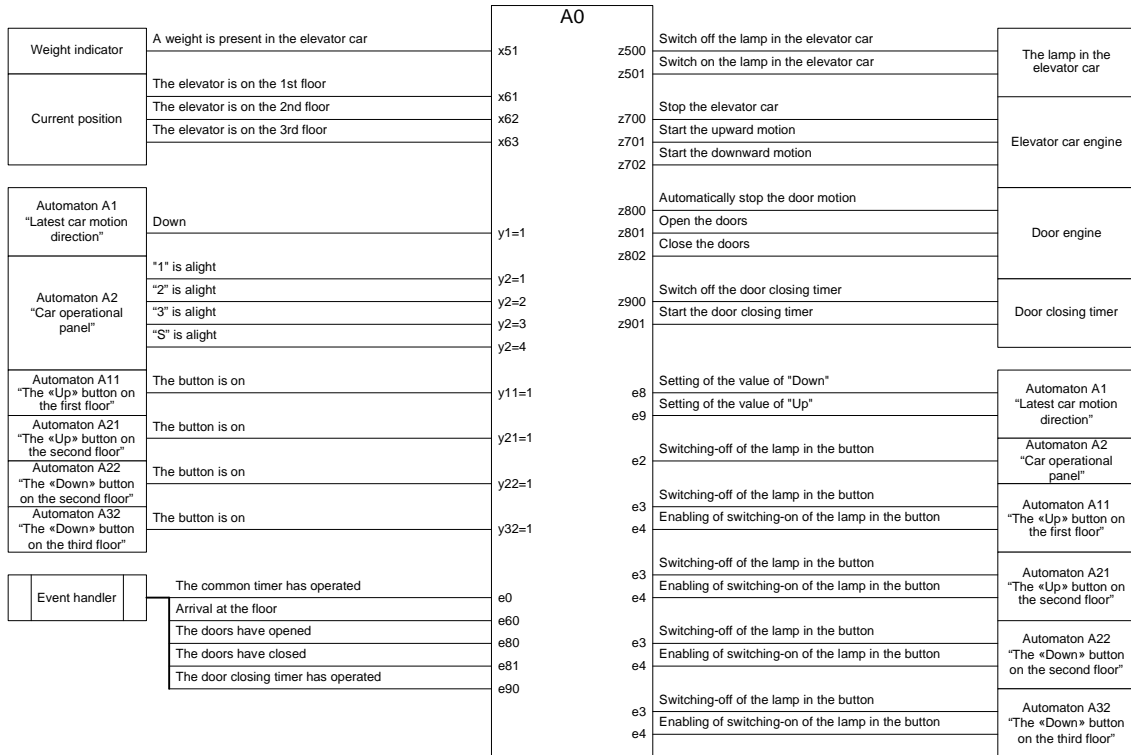 A0
Weight indicator
A weight is present in the elevator car
x51
Current position
The elevator is on the 1st floor
x61
The elevator is on the 2nd floor
x62
The elevator is on the 3rd floor
x63
Automaton A1
“Latest car motion
direction”
Down
y1=1
Automaton A2
“Car operational
panel”
"1" is alight
y2=1
“2” is alight
y2=2
“3” is alight
y2=3
“S” is alight
y2=4
Automaton A11
“The «Up» button on
the first floor”
The button is on
y11=1
Automaton A21
“The «Up» button on
the second floor”
The button is on
y21=1
Automaton A22
“The «Down» button
on the second floor”
The button is on
y22=1
Automaton A32
“The «Down» button
on the third floor”
The button is on
y32=1
Event handler
The common timer has operated
e0
Arrival at the floor
e60
The doors have opened
e80
The doors have closed
e81
The door closing timer has operated
e90
z500
Switch off the lamp in the elevator car
z501
Switch on the lamp in the elevator car
The lamp in the
elevator car
z700
Stop the elevator car
z701
Start the upward motion
z702
Start the downward motion
Elevator car engine
z800
Automatically stop the door motion
z801
Open the doors
z802
Close the doors
Door engine
z900
Switch off the door closing timer
z901
Start the door closing timer
Door closing timer
e8
Setting of the value of "Down"
e9
Setting of the value of "Up"
Automaton A1
“Latest car motion
direction”
e2
Switching-off of the lamp in the button
Automaton A2
“Car operational
panel”
e3
Switching-off of the lamp in the button
e4
Enabling of switching-on of the lamp in the button
Automaton A11
“The «Up» button on
the first floor”
e3
Switching-off of the lamp in the button
e4
Enabling of switching-on of the lamp in the button
Automaton A21
“The «Up» button on
the second floor”
e3
Switching-off of the lamp in the button
e4
Enabling of switching-on of the lamp in the button
Automaton A22
“The «Down» button
on the second floor”
e3
Switching-off of the lamp in the button
e4
Enabling of switching-on of the lamp in the button
Automaton A32
“The «Down» button
on the third floor”